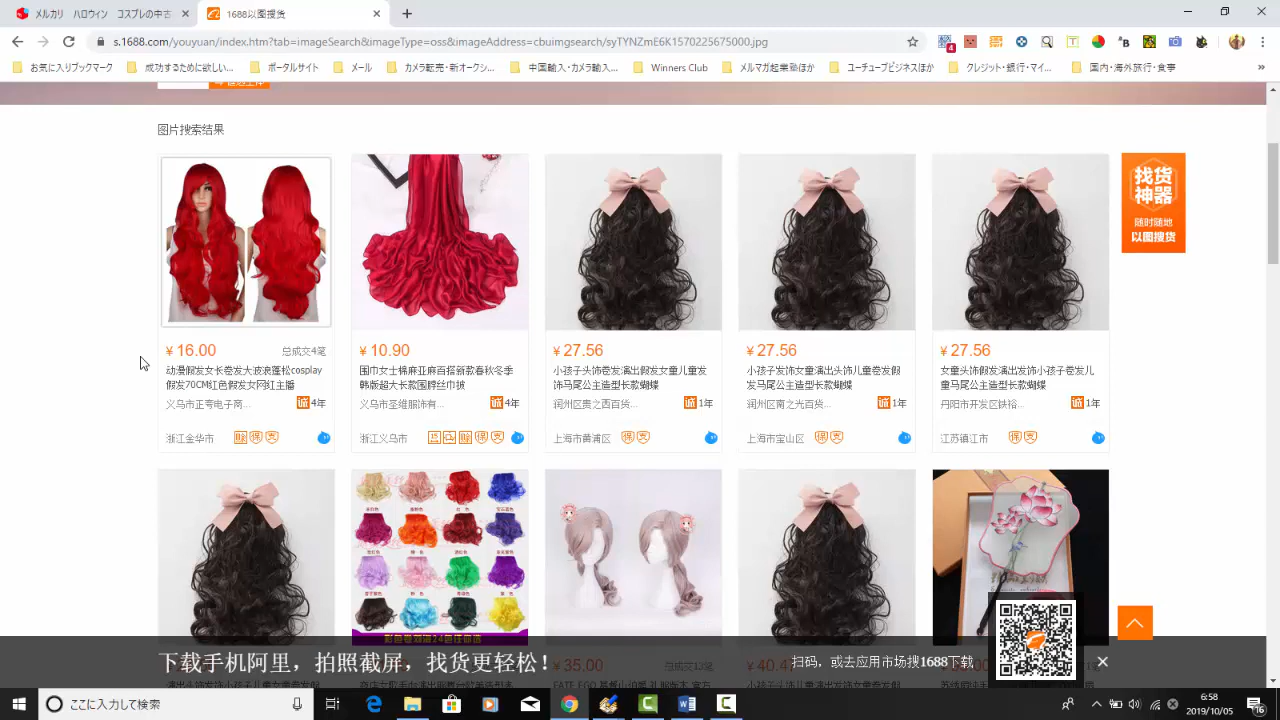 メルカリ　ハロウィン　コスプレの中古
1688以图搜货
s.1688.com/youyuan/index.htm?tab=imageSearch&imageType=oss&imageAddress=cbuimgsearch/syTYNZmE6K1570225675000.jpg
お気に入りブックマーク
成功するために欲しい...
ポータルサイト
メール
カメラ転売・新オークシ...
中国輸入・カメラ輸入...
Winners Club
メルマガ起業塾ほか
ユーチューブビジネスほか
クレジット・銀行・マイ...
国内・海外旅行・食事
»
图片搜索结果
找货
神器
随时随地
以图搜货
¥ 16.00 总成交4笔
动漫假发女长卷发大波浪蓬松cosplay
假发70CM红色假发女网红主播
义乌市正弯电子商... 诚 4年
浙江金华市
¥ 10.90
围巾女士棉麻亚麻百搭新款春秋冬季
韩版超大长款围脖丝巾披
义乌市圣维服饰有... 诚 4年
浙江义乌市
¥ 27.56
小孩子头饰卷发演出假发女童儿童发
饰马尾公主造型长款蝴蝶
润州区贵之西百货... 诚 1年
上海市黄浦区
¥ 27.56
小孩子发饰女童演出头饰儿童卷发假
发马尾公主造型长款蝴蝶
润州区南之光百货... 诚 1年
上海市宝山区
¥ 27.56
女童头饰假发演出发饰小孩子卷发儿
童马尾公主造型长款蝴蝶
丹阳市开发区铁裕... 诚 1年
江苏镇江市
下载手机阿里，拍照截屏，找货更轻松！
扫码，或去应用市场搜1688下载
¥ 35.00
ここに入力して検索
6:58
2019/10/05
16